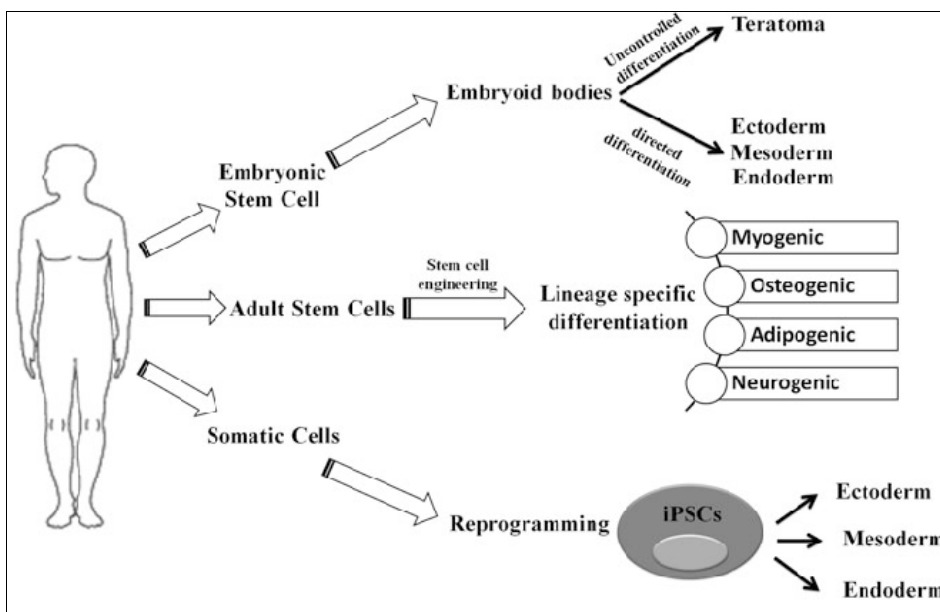 Teratoma
Uncontrolled
differentiation
Embryoid bodies
directed
differentiation
Ectoderm
Mesoderm
Endoderm
Embryonic
Stem Cell
Stem cell
engineering
Adult Stem Cells
Lineage specific
differentiation
Myogenic
Osteogenic
Adipogenic
Neurogenic
Somatic Cells
Reprogramming
iPSCs
Ectoderm
Mesoderm
Endoderm